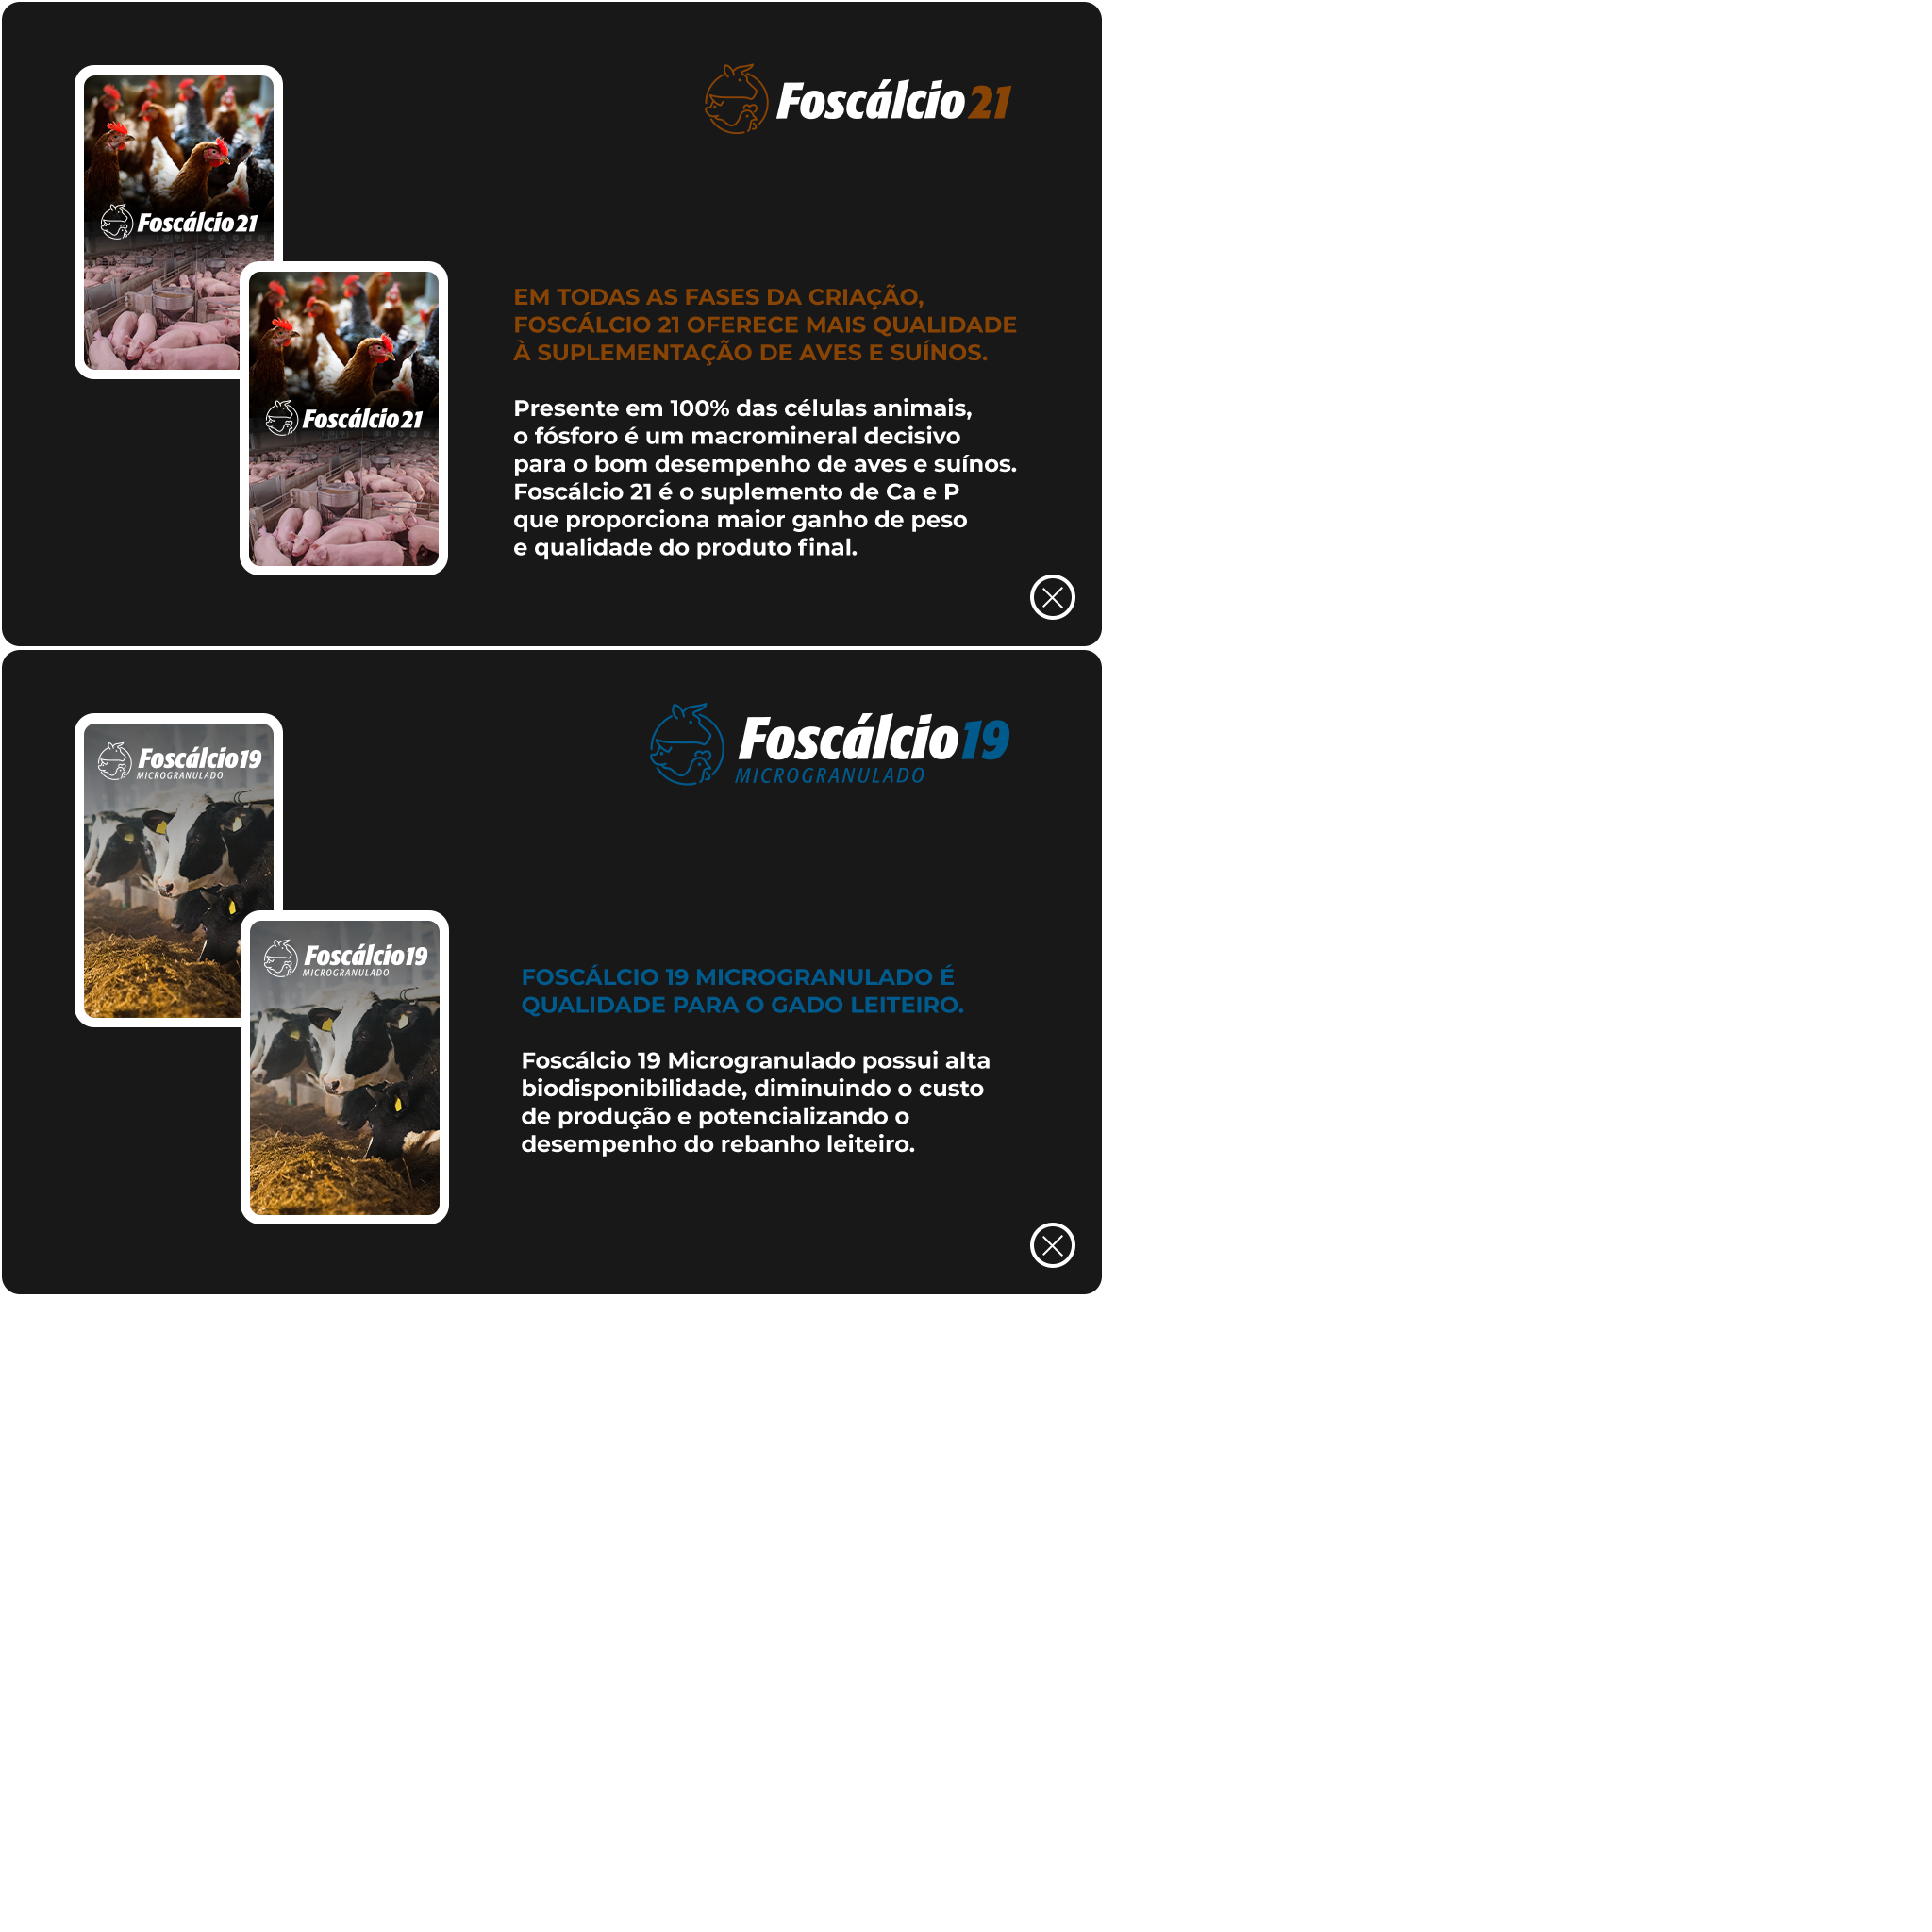 Foscálcio 21
Foscálcio 21
Foscálcio 21
EM TODAS AS FASES DA CRIAÇÃO,
FOSCÁLCIO 21 OFERECE MAIS QUALIDADE
À SUPLEMENTAÇÃO DE AVES E SUÍNOS.
Presente em 100% das células animais,
o fósforo é um macromineral decisivo
para o bom desempenho de aves e suínos.
Foscálcio 21 é o suplemento de Ca e P
que proporciona maior ganho de peso
e qualidade do produto final.
Foscálcio 19
MICROGRANULADO
Foscálcio 19
MICROGRANULADO
Foscálcio 19
MICROGRANULADO
FOSCÁLCIO 19 MICROGRANULADO É
QUALIDADE PARA O GADO LEITEIRO.
Foscálcio 19 Microgranulado possui alta
biodisponibilidade, diminuindo o custo
de produção e potencializando o
desempenho do rebanho leiteiro.